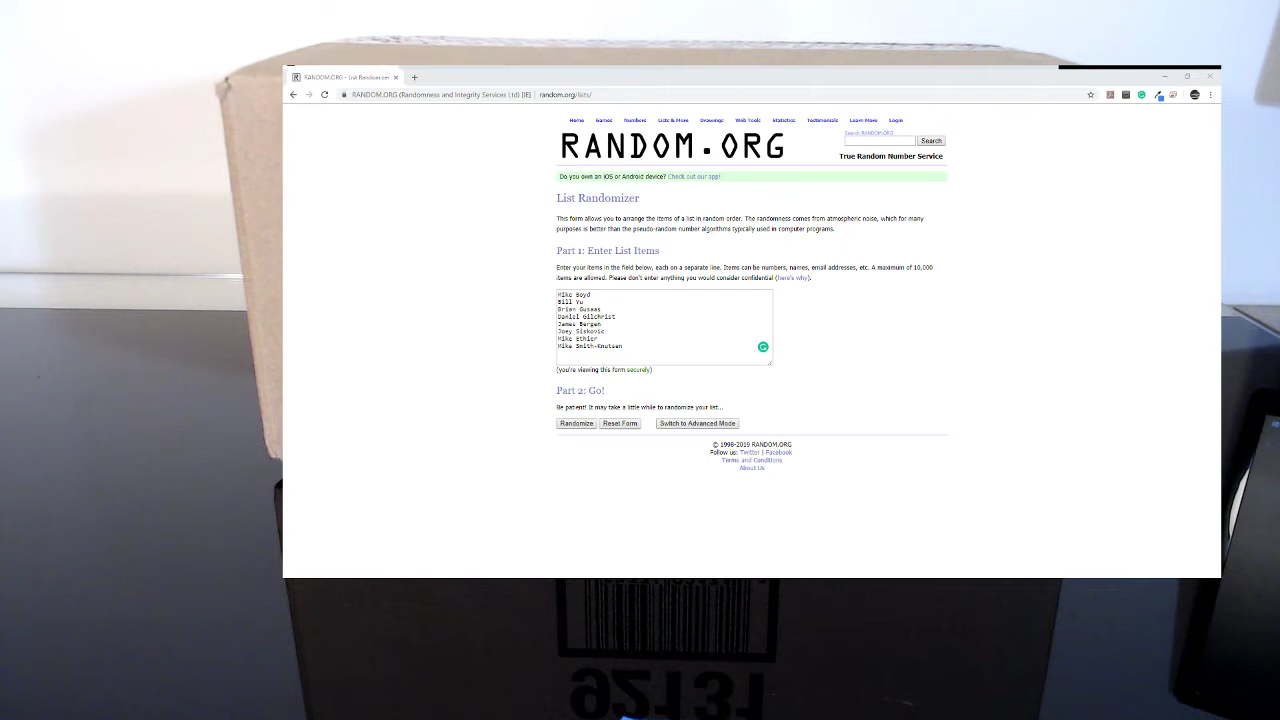 RANDOM.ORG - List Randomizer
RANDOM.ORG (Randomness and Integrity Services Ltd) [IE] | random.org/lists/
Home Games Numbers Lists & More Drawings Web Tools Statistics Testimonials Learn More Login
Search RANDOM.ORG
RANDOM.ORG
Search
True Random Number Service
Do you own an iOS or Android device? Check out our app!
List Randomizer
This form allows you to arrange the items of a list in random order. The randomness comes from atmospheric noise, which for many
purposes is better than the pseudo-random number algorithms typically used in computer programs.
Part 1: Enter List Items
Enter your items in the field below, each on a separate line. Items can be numbers, names, email addresses, etc. A maximum of 10,000
items are allowed. Please don't enter anything you would consider confidential (here's why).
Mike Boyd
Bill Yu
Brian Gusaas
Daniel Gilchrist
James Bergen
Joey Siskovic
Mike Ethier
Mike Smith-Knutsen
(you're viewing this form securely)
Part 2: Go!
Be patient! It may take a little while to randomize your list...
Randomize Reset Form Switch to Advanced Mode
© 1998-2019 RANDOM.ORG
Follow us: Twitter | Facebook
Terms and Conditions
About Us
92131